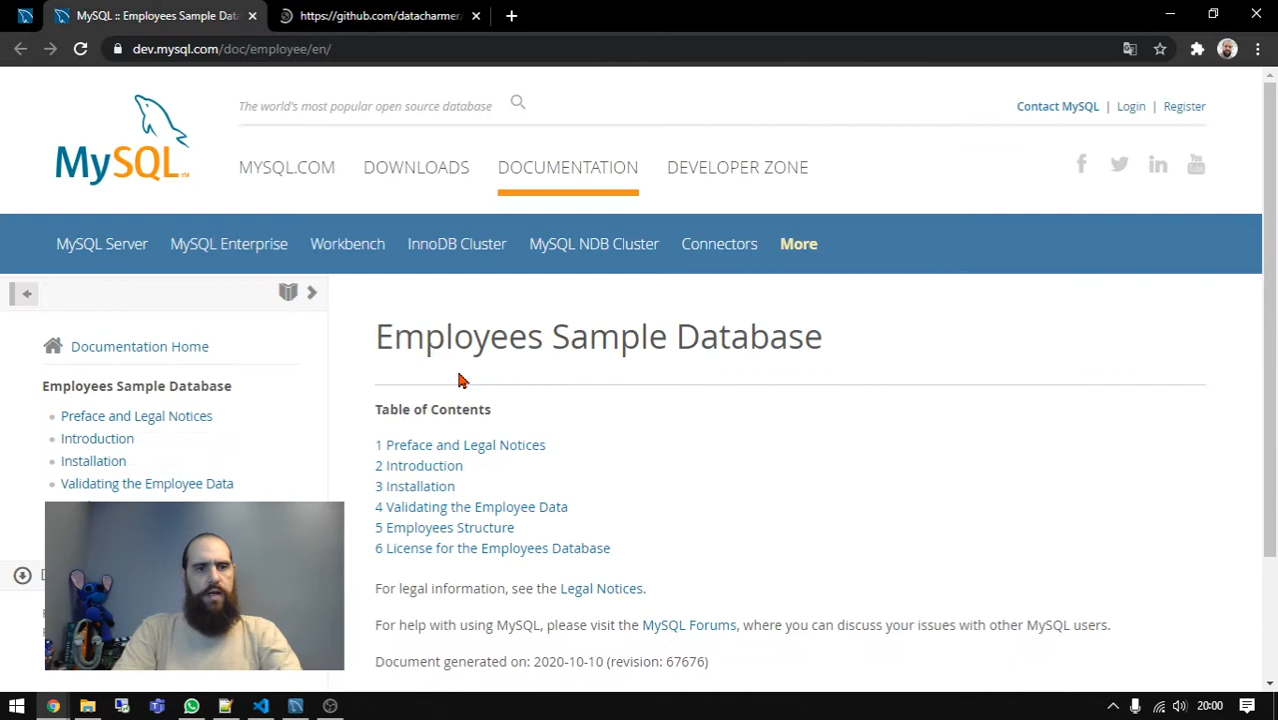 MySQL :: Employees Sample Dat
https://github.com/datacharmer/
dev.mysql.com/doc/employee/en/
The world's most popular open source database
Contact MySQL | Login | Register
MySQL™
MYSQL.COM DOWNLOADS DOCUMENTATION DEVELOPER ZONE
MySQL Server MySQL Enterprise Workbench InnoDB Cluster MySQL NDB Cluster Connectors More
Documentation Home
Employees Sample Database
Preface and Legal Notices
Introduction
Installation
Validating the Employee Data
Employees Sample Database
Table of Contents
1 Preface and Legal Notices
2 Introduction
3 Installation
4 Validating the Employee Data
5 Employees Structure
6 License for the Employees Database
For legal information, see the Legal Notices.
For help with using MySQL, please visit the MySQL Forums, where you can discuss your issues with other MySQL users.
Document generated on: 2020-10-10 (revision: 67676)
20:00